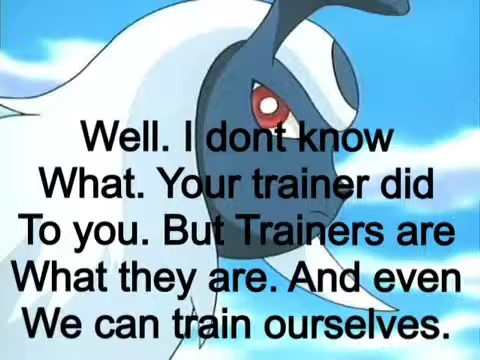 Well. I dont know
What. Your trainer did
To you. But Trainers are
What they are. And even
We can train ourselves.